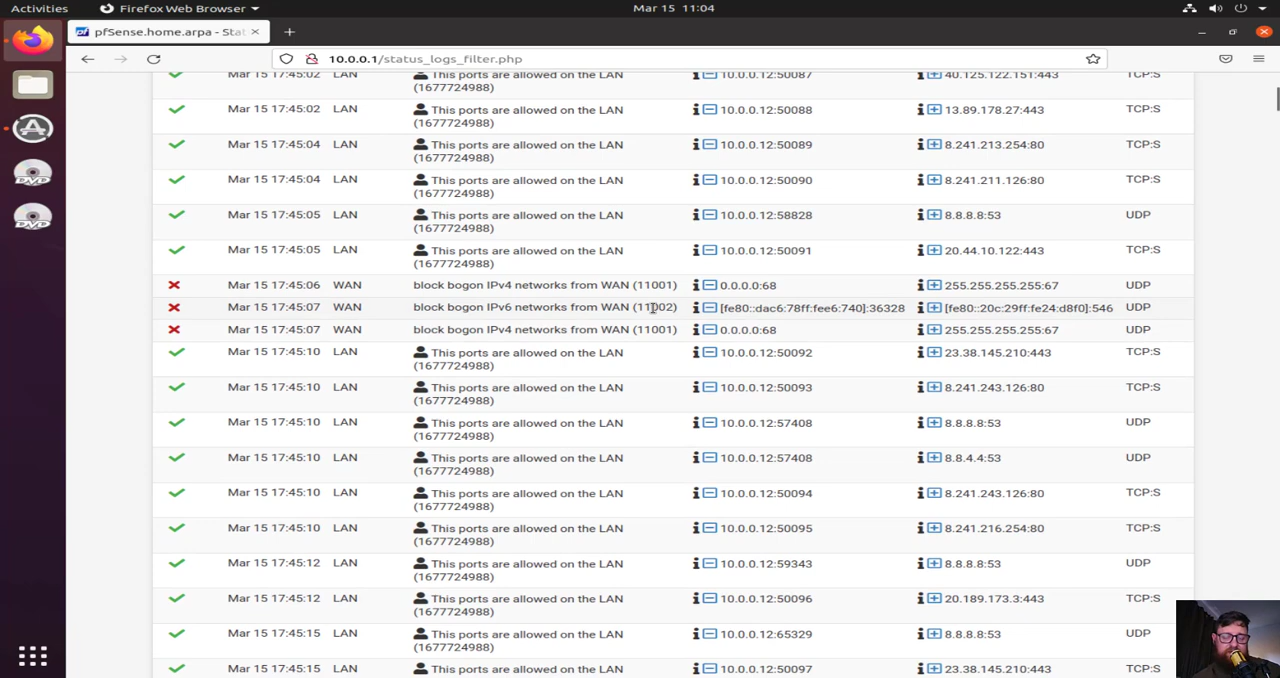 Activities Firefox Web Browser Mar 15 11:04
pfSense.home.arpa - Stat
10.0.0.1/status_logs_filter.php
Mar 15 17:45:02 LAN This ports are allowed on the LAN 10.0.0.12:50087 40.125.122.151:443 TCP:S
(1677724988)
Mar 15 17:45:02 LAN This ports are allowed on the LAN 10.0.0.12:50088 13.89.178.27:443 TCP:S
(1677724988)
Mar 15 17:45:04 LAN This ports are allowed on the LAN 10.0.0.12:50089 8.241.213.254:80 TCP:S
(1677724988)
Mar 15 17:45:04 LAN This ports are allowed on the LAN 10.0.0.12:50090 8.241.211.126:80 TCP:S
(1677724988)
Mar 15 17:45:05 LAN This ports are allowed on the LAN 10.0.0.12:58828 8.8.8.8:53 UDP
(1677724988)
Mar 15 17:45:05 LAN This ports are allowed on the LAN 10.0.0.12:50091 20.44.10.122:443 TCP:S
(1677724988)
Mar 15 17:45:06 WAN block bogon IPv4 networks from WAN (11001) 0.0.0.0:68 255.255.255.255:67 UDP
Mar 15 17:45:07 WAN block bogon IPv6 networks from WAN (11002) [fe80::dac6:78ff:fee6:740]:36328 [fe80::20c:29ff:fe24:d8f0]:546 UDP
Mar 15 17:45:07 WAN block bogon IPv4 networks from WAN (11001) 0.0.0.0:68 255.255.255.255:67 UDP
Mar 15 17:45:10 LAN This ports are allowed on the LAN 10.0.0.12:50092 23.38.145.210:443 TCP:S
(1677724988)
Mar 15 17:45:10 LAN This ports are allowed on the LAN 10.0.0.12:50093 8.241.243.126:80 TCP:S
(1677724988)
Mar 15 17:45:10 LAN This ports are allowed on the LAN 10.0.0.12:57408 8.8.8.8:53 UDP
(1677724988)
Mar 15 17:45:10 LAN This ports are allowed on the LAN 10.0.0.12:57408 8.8.4.4:53 UDP
(1677724988)
Mar 15 17:45:10 LAN This ports are allowed on the LAN 10.0.0.12:50094 8.241.243.126:80 TCP:S
(1677724988)
Mar 15 17:45:10 LAN This ports are allowed on the LAN 10.0.0.12:50095 8.241.216.254:80 TCP:S
(1677724988)
Mar 15 17:45:12 LAN This ports are allowed on the LAN 10.0.0.12:59343 8.8.8.8:53 UDP
(1677724988)
Mar 15 17:45:12 LAN This ports are allowed on the LAN 10.0.0.12:50096 20.189.173.3:443 TCP:S
(1677724988)
Mar 15 17:45:15 LAN This ports are allowed on the LAN 10.0.0.12:65329 8.8.8.8:53 UDP
(1677724988)
Mar 15 17:45:15 LAN This ports are allowed on the LAN 10.0.0.12:50097 23.38.145.210:443 TCP:S